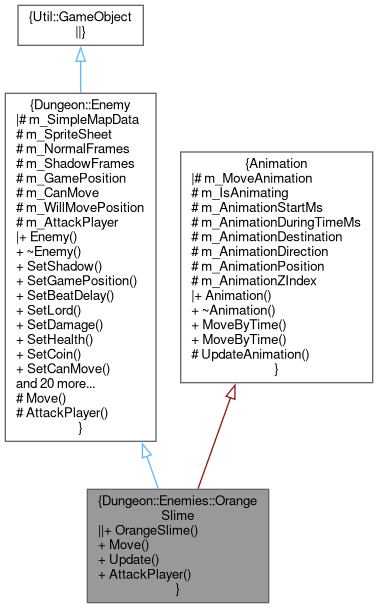 {Util::GameObject
||}
{Dungeon::Enemy
|# m_SimpleMapData
# m_SpriteSheet
# m_NormalFrames
# m_ShadowFrames
# m_GamePosition
# m_CanMove
# m_WillMovePosition
# m_AttackPlayer
|+ Enemy()
+ ~Enemy()
+ SetShadow()
+ SetGamePosition()
+ SetBeatDelay()
+ SetLord()
+ SetDamage()
+ SetHealth()
+ SetCoin()
+ SetCanMove()
and 20 more...
# Move()
# AttackPlayer()
}
{Animation
|# m_MoveAnimation
# m_IsAnimating
# m_AnimationStartMs
# m_AnimationDuringTimeMs
# m_AnimationDestination
# m_AnimationDirection
# m_AnimationPosition
# m_AnimationZIndex
|+ Animation()
+ ~Animation()
+ MoveByTime()
+ MoveByTime()
# UpdateAnimation()
}
{Dungeon::Enemies::Orange
Slime
||+ OrangeSlime()
+ Move()
+ Update()
+ AttackPlayer()
}